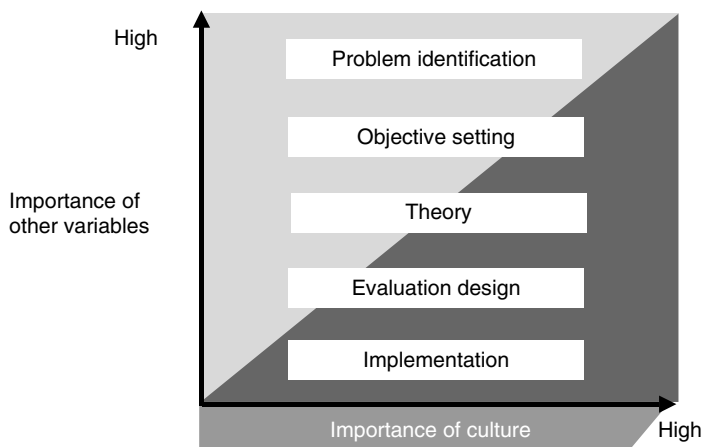 High
Problem identification
Objective setting
Importance of
other variables
Theory
Evaluation design
Implementation
Importance of culture
High